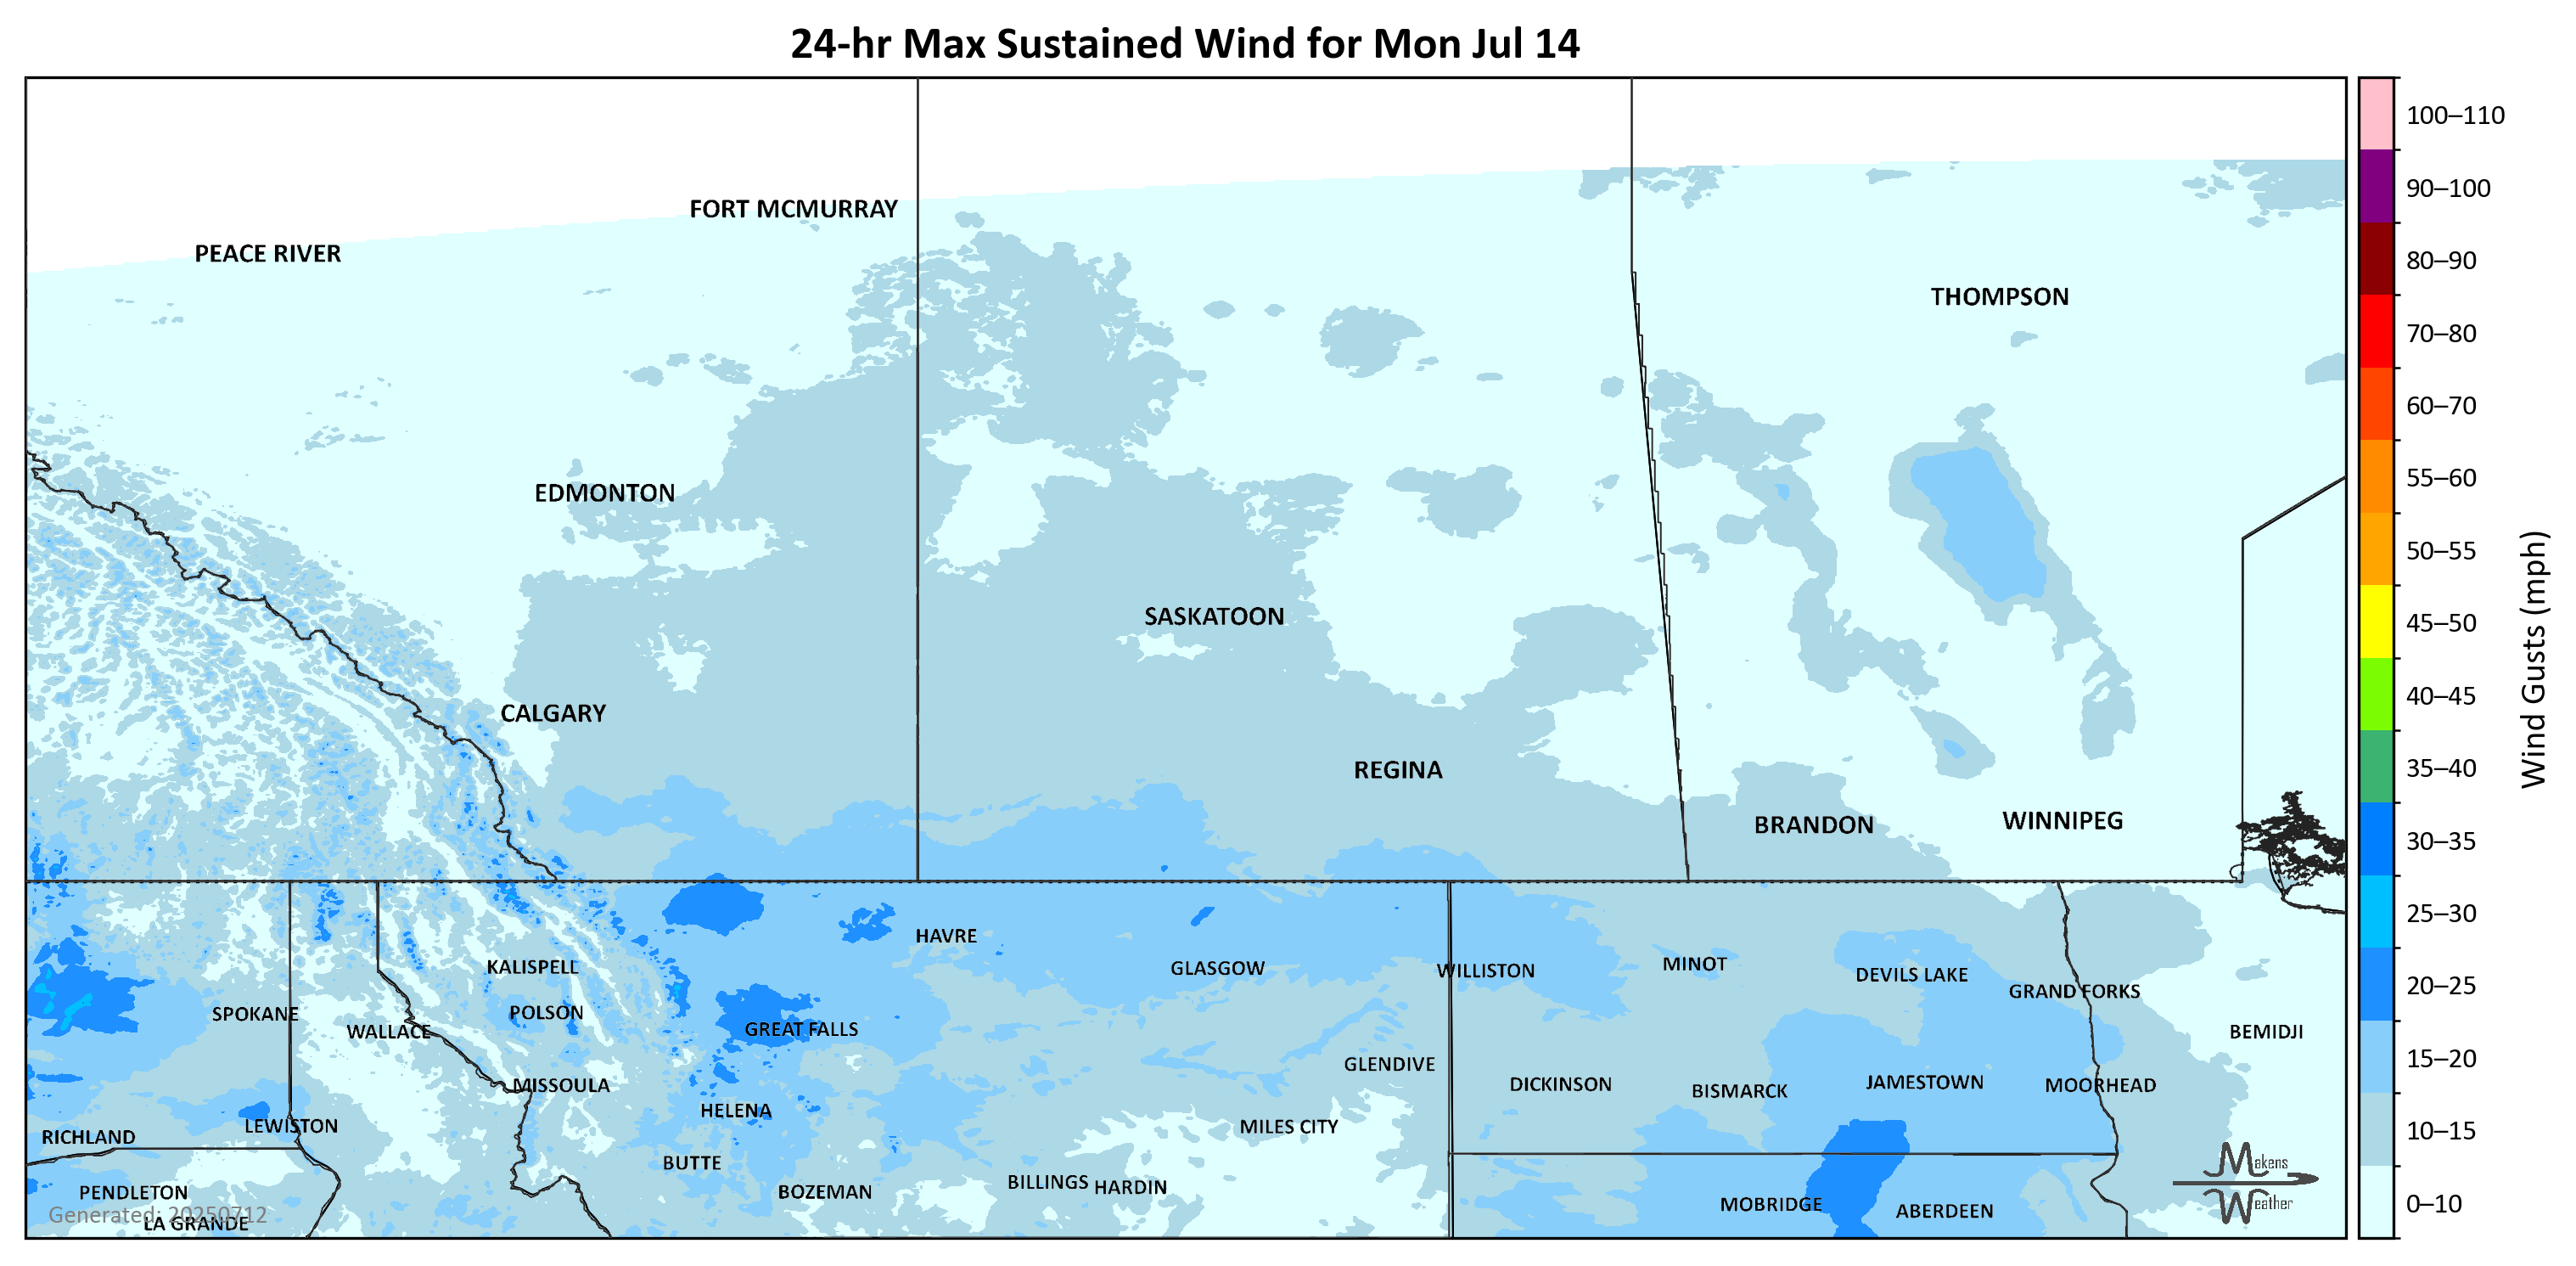 24-hr Max Sustained Wind for Mon Jul 14
100–110
FORT MCMURRAY
90–100
PEACE RIVER
80–90
THOMPSON
70–80
60–70
EDMONTON
55–60
50–55
SASKATOON
45–50
Wind Gusts (mph)
CALGARY
40–45
REGINA
35–40
BRANDON
WINNIPEG
30–35
25–30
HAVRE
KALISPELL
GLASGOW
WILLISTON
MINOT
DEVILS LAKE
20–25
GRAND FORKS
SPOKANE
POLSON
WALLACE
GREAT FALLS
BEMIDJI
15–20
GLENDIVE
MISSOULA
DICKINSON
BISMARCK
JAMESTOWN
MOORHEAD
HELENA
LEWISTON
MILES CITY
10–15
RICHLAND
BUTTE
Makens
Weather
PENDLETON
BOZEMAN
BILLINGS
HARDIN
MOBRIDGE
ABERDEEN
0–10
Generated: 20250712
LA GRANDE